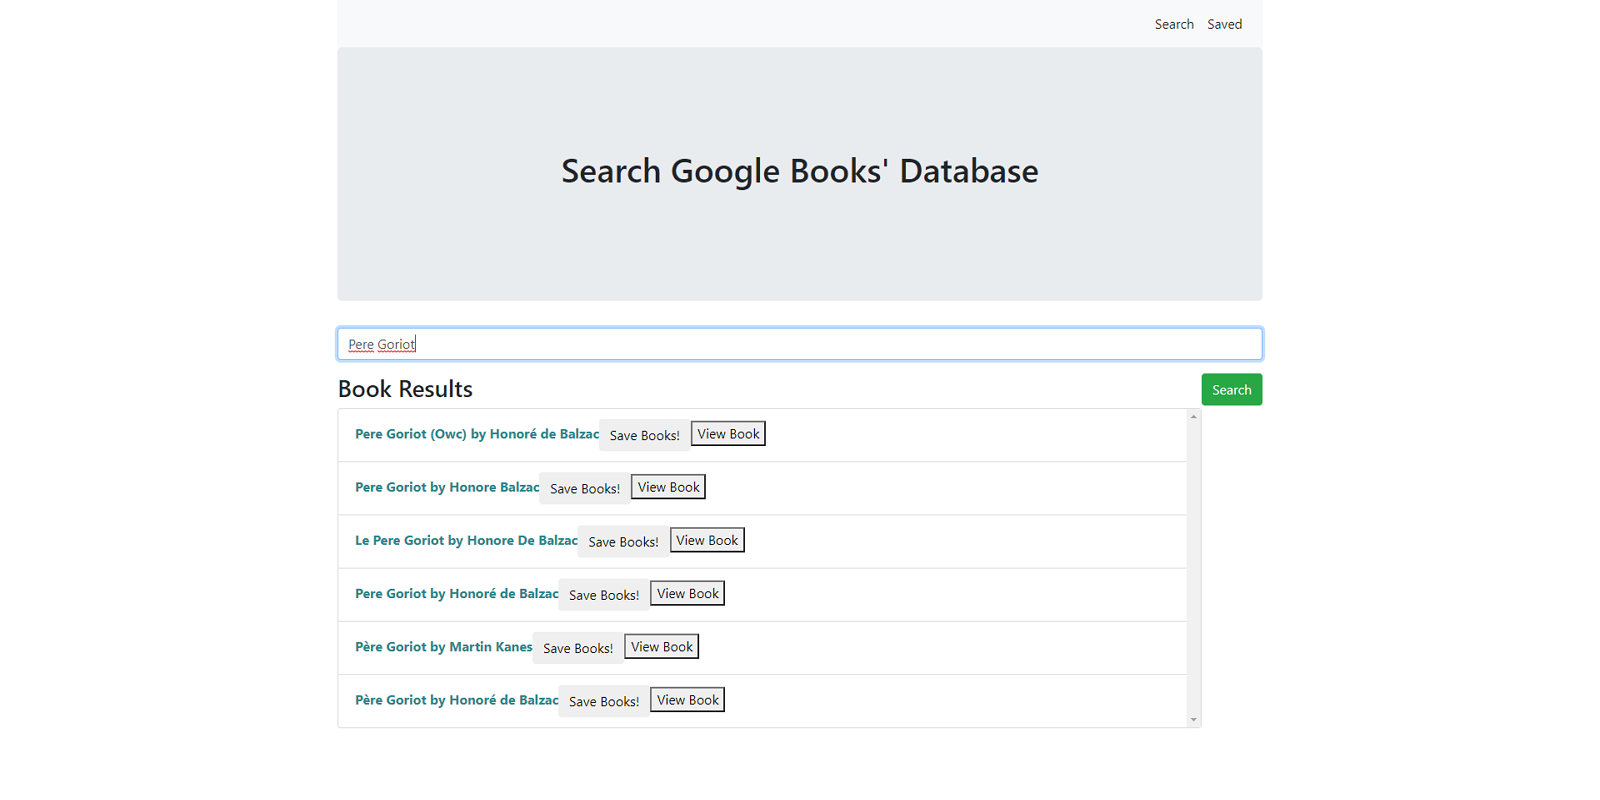 Search Saved
Search Google Books' Database
Pere Goriot
Book Results Search
Pere Goriot (Owc) by Honoré de Balzac Save Books! View Book
Pere Goriot by Honore Balzac Save Books! View Book
Le Pere Goriot by Honore De Balzac Save Books! View Book
Pere Goriot by Honoré de Balzac Save Books! View Book
Père Goriot by Martin Kanes Save Books! View Book
Père Goriot by Honoré de Balzac Save Books! View Book